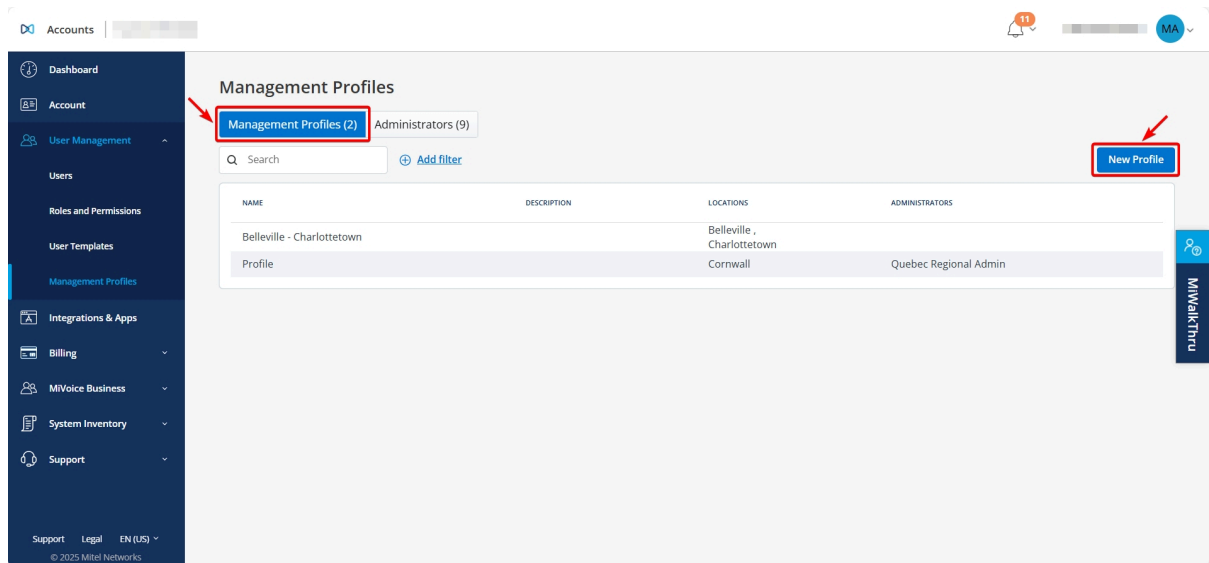 Accounts
11
MA
Dashboard
Account
User Management
Users
Roles and Permissions
User Templates
Management Profiles
Integrations & Apps
Billing
MiVoice Business
System Inventory
Support
Support Legal EN (US)
© 2025 Mitel Networks
Management Profiles
Management Profiles (2) Administrators (9)
Search Add filter
New Profile
NAME DESCRIPTION LOCATIONS ADMINISTRATORS
Belleville - Charlottetown Belleville ,
Charlottetown
Profile Cornwall Quebec Regional Admin
MiWalkThru